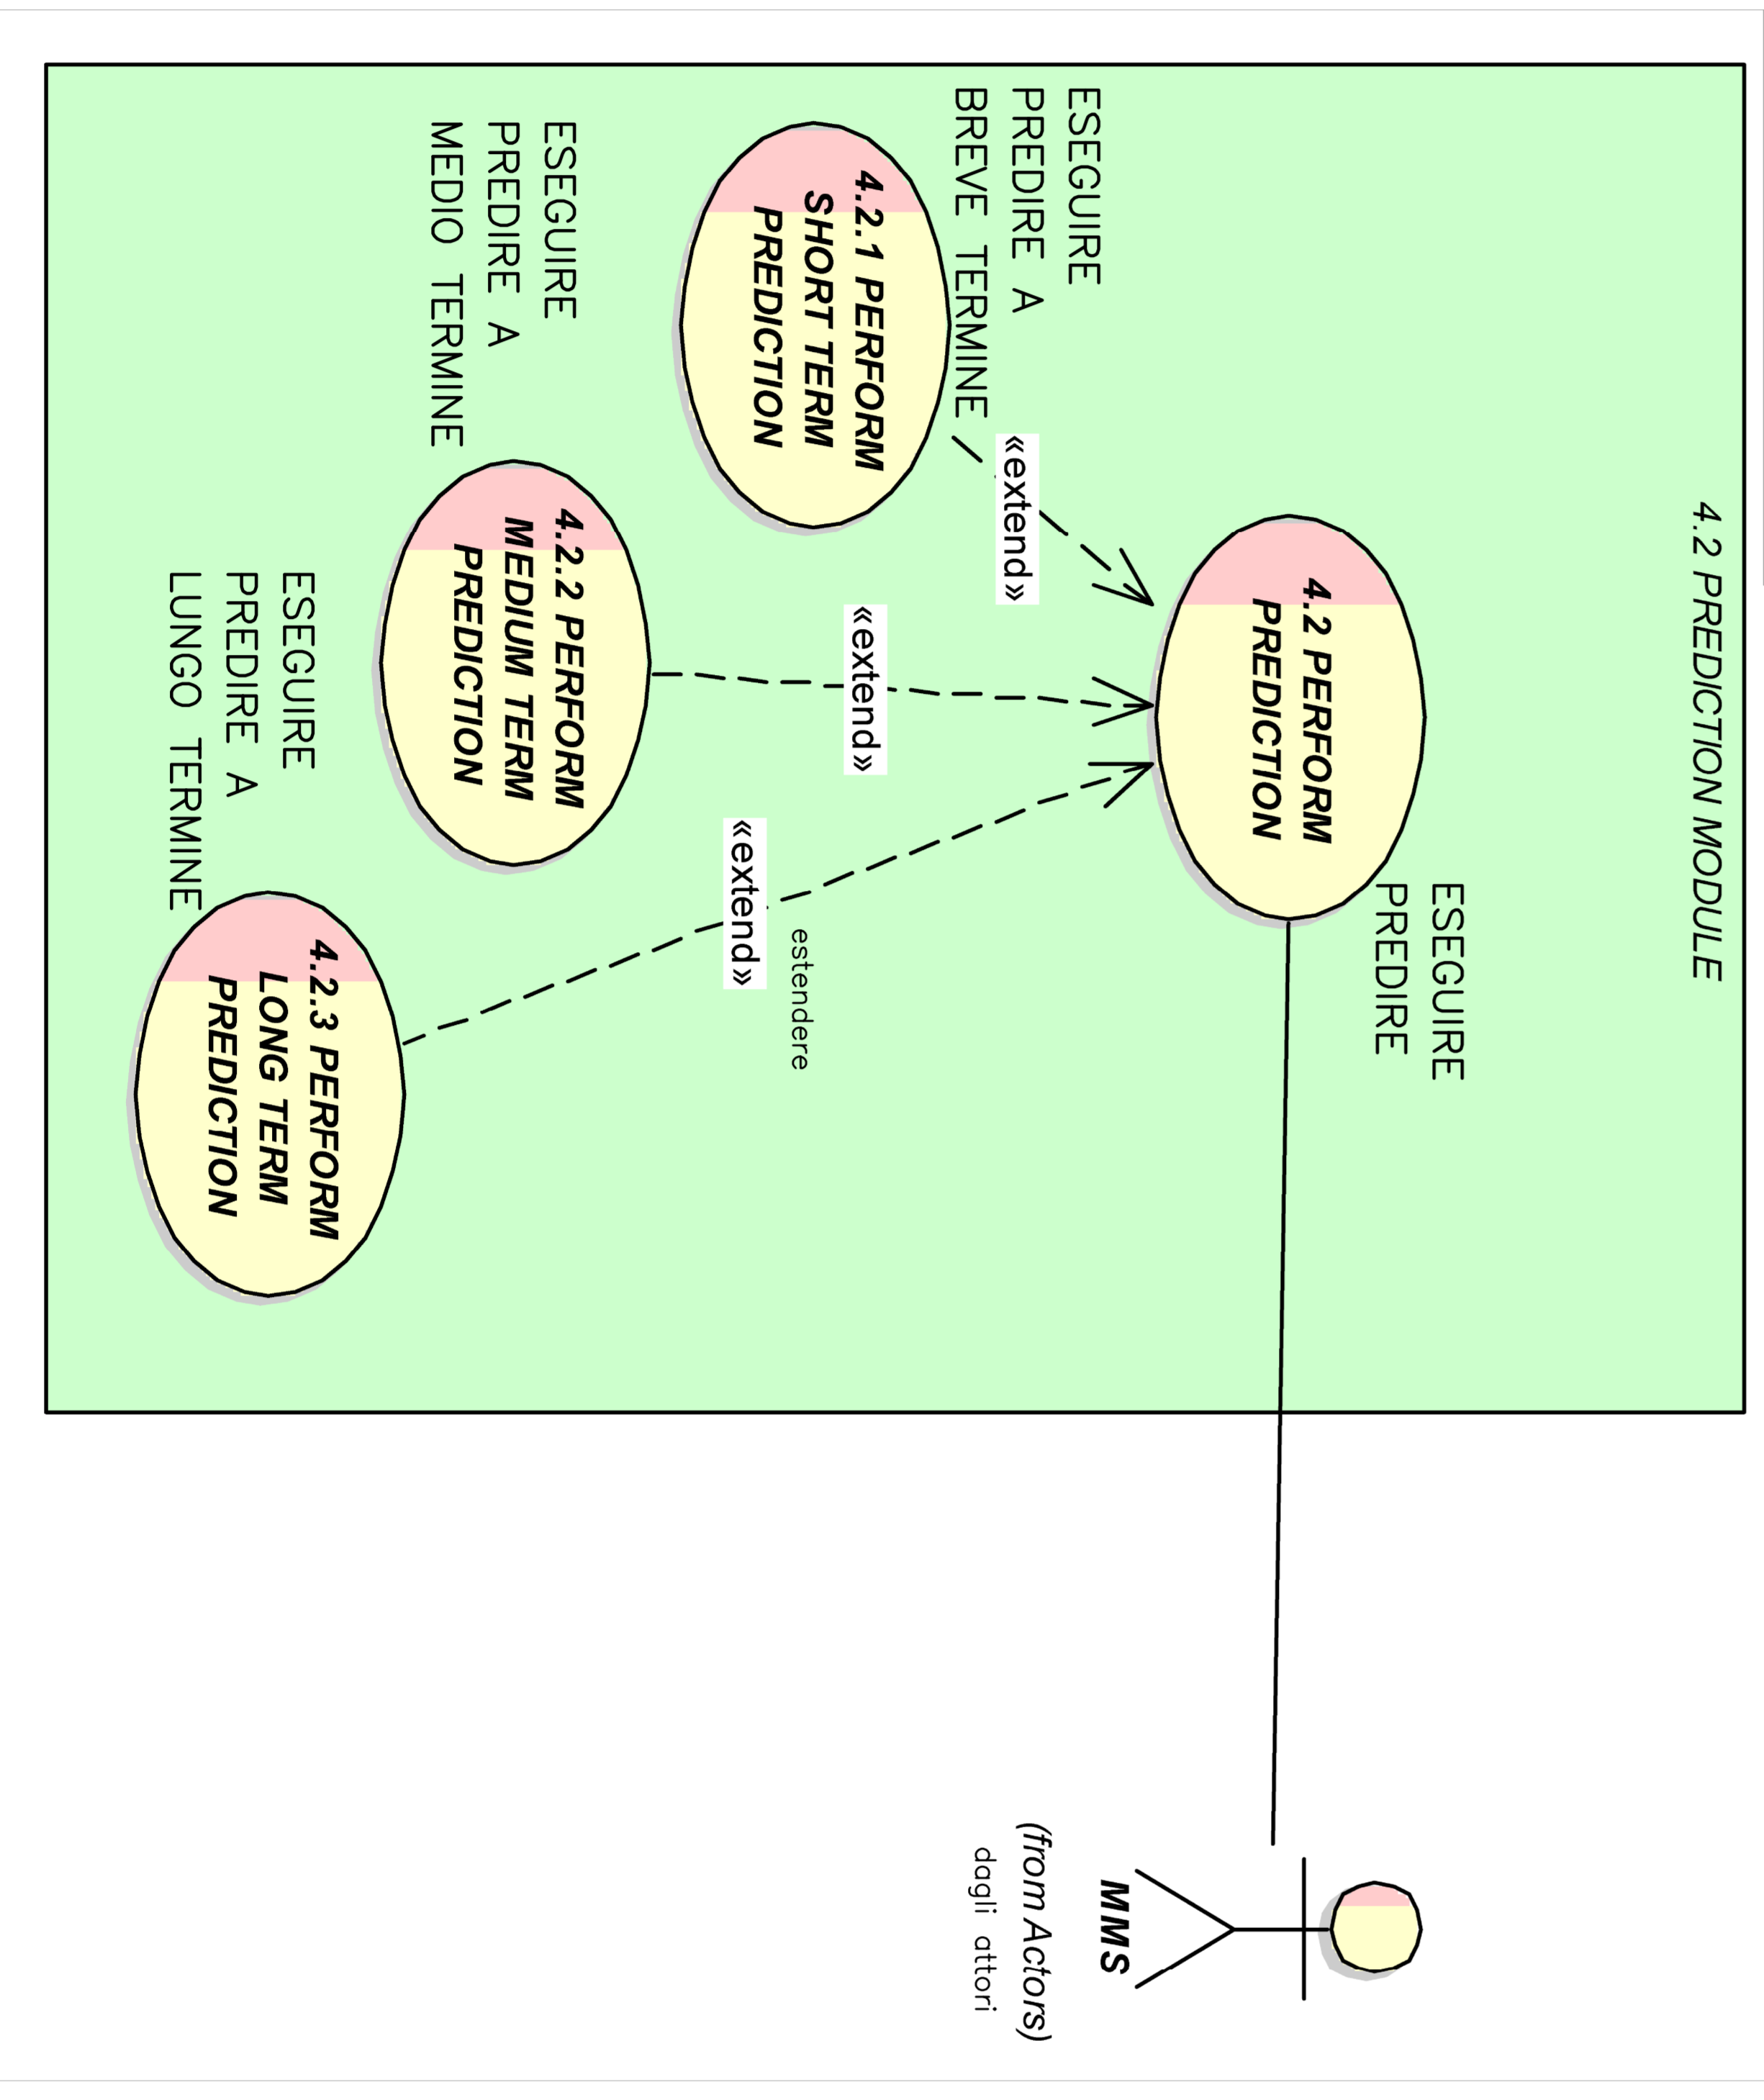 4.2 PREDICTION MODULE
ESEGUIRE
PREDIRE
4.2 PERFORM
PREDICTION
ESEGUIRE
PREDIRE A
BREVE TERMINE
«extend»
4.2.1 PERFORM
SHORT TERM
PREDICTION
«extend»
ESEGUIRE
PREDIRE A
MEDIO TERMINE
4.2.2 PERFORM
MEDIUM TERM
PREDICTION
estendere
«extend»
ESEGUIRE
PREDIRE A
LUNGO TERMINE
4.2.3 PERFORM
LONG TERM
PREDICTION
MMS
(from Actors)
dagli attori